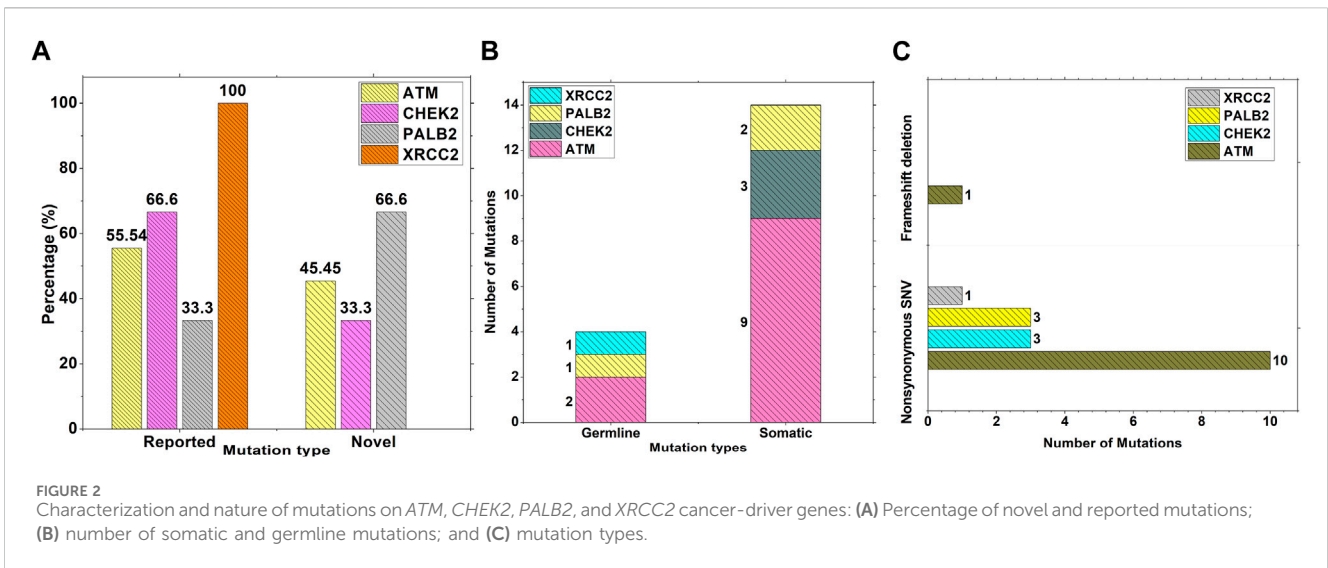 A
Percentage (%)
100
80
60
40
20
0
55.54
66.6
33.3
100
45.45
33.3
66.6
ATM
CHEK2
PALB2
XRCC2
Reported
Novel
Mutation type
B
Number of Mutations
14
12
10
8
6
4
2
0
XRCC2
PALB2
CHEK2
ATM
1
1
2
2
3
9
Germline
Somatic
Mutation types
C
Frameshift deletion
Nonsynonymous SNV
XRCC2
PALB2
CHEK2
ATM
1
1
3
3
10
0
2
4
6
8
10
Number of Mutations
FIGURE 2
Characterization and nature of mutations on ATM, CHEK2, PALB2, and XRCC2 cancer-driver genes: (A) Percentage of novel and reported mutations;
(B) number of somatic and germline mutations; and (C) mutation types.